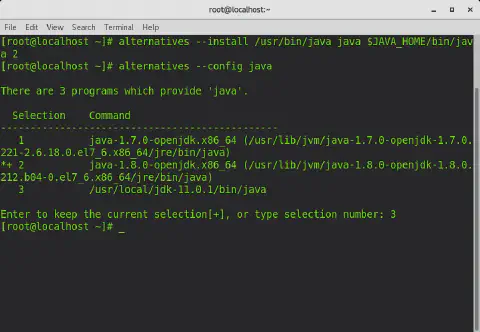 root@localhost:~
File Edit View Search Terminal Help
[root@localhost ~]# alternatives --install /usr/bin/java java $JAVA_HOME/bin/jav
a 2
[root@localhost ~]# alternatives --config java
There are 3 programs which provide 'java'.
Selection Command
-----------------------------------------------
1 java-1.7.0-openjdk.x86_64 (/usr/lib/jvm/java-1.7.0-openjdk-1.7.0.
221-2.6.18.0.el7_6.x86_64/jre/bin/java)
*+ 2 java-1.8.0-openjdk.x86_64 (/usr/lib/jvm/java-1.8.0-openjdk-1.8.0.
212.b04-0.el7_6.x86_64/jre/bin/java)
3 /usr/local/jdk-11.0.1/bin/java
Enter to keep the current selection[+], or type selection number: 3
[root@localhost ~]# _